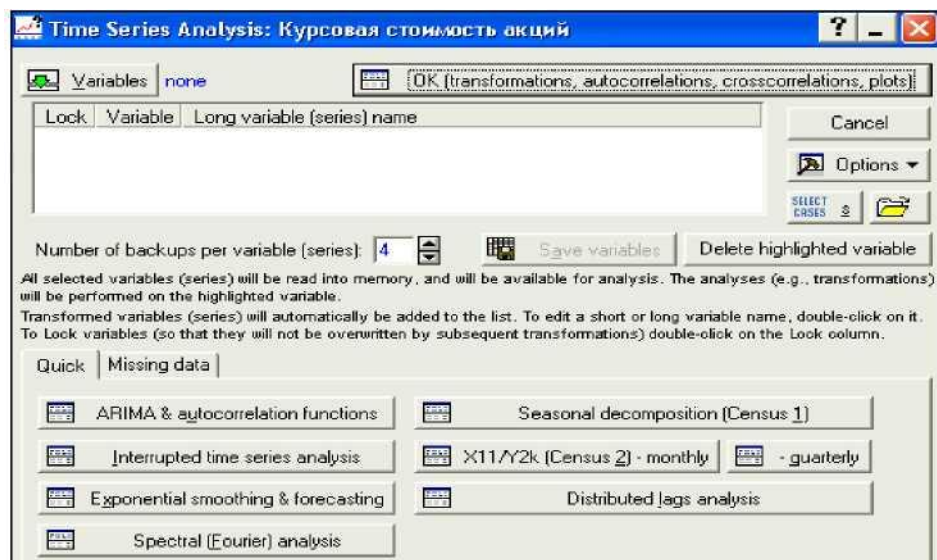 Time Series Analysis: Курсовая стоимость акций
Variables none
OK (transformations, autocorrelations, crosscorrelations, plots)
Lock Variable Long variable (series) name
Cancel
Options
SELECT CASES S
Number of backups per variable (series): 4
Save variables
Delete highlighted variable
All selected variables (series) will be read into memory, and will be available for analysis. The analyses (e.g., transformations)
will be performed on the highlighted variable.
Transformed variables (series) will automatically be added to the list. To edit a short or long variable name, double-click on it.
To Lock variables (so that they will not be overwritten by subsequent transformations) double-click on the Lock column.
Quick Missing data
ARIMA & autocorrelation functions
Seasonal decomposition (Census 1)
Interrupted time series analysis
X11/Y2k (Census 2) - monthly
- quarterly
Exponential smoothing & forecasting
Distributed lags analysis
Spectral (Fourier) analysis